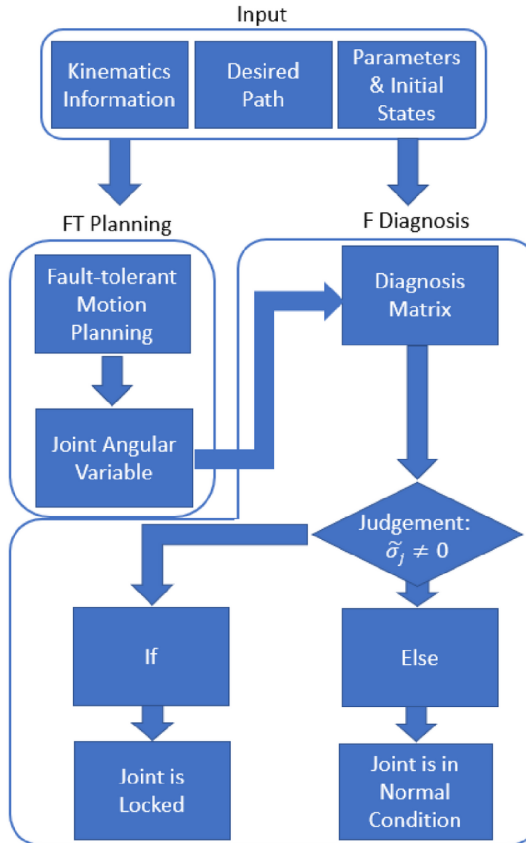 Input
Kinematics
Information
Desired
Path
Parameters
& Initial
States
FT Planning
Fault-tolerant
Motion
Planning
Joint Angular
Variable
F Diagnosis
Diagnosis
Matrix
Judgement:
σ̃_j ≠ 0
If
Joint is
Locked
Else
Joint is in
Normal
Condition